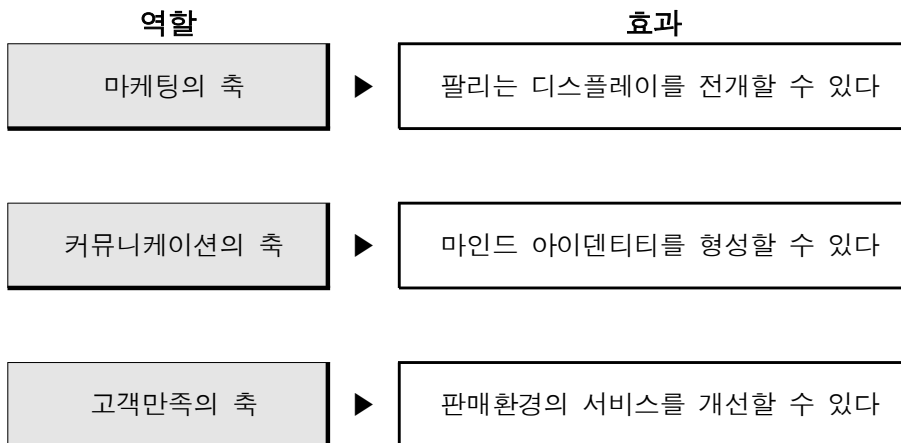 역할 효과
마케팅의 축 ▶ 팔리는 디스플레이를 전개할 수 있다
커뮤니케이션의 축 ▶ 마인드 아이덴티티를 형성할 수 있다
고객만족의 축 ▶ 판매환경의 서비스를 개선할 수 있다